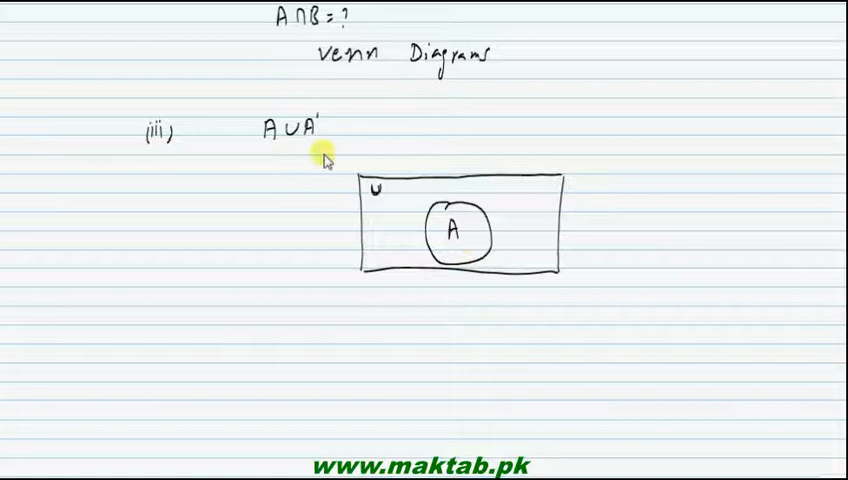 A∩B=?
Venn Diagrams
(iii) A∪A'
U
A
www.maktab.pk